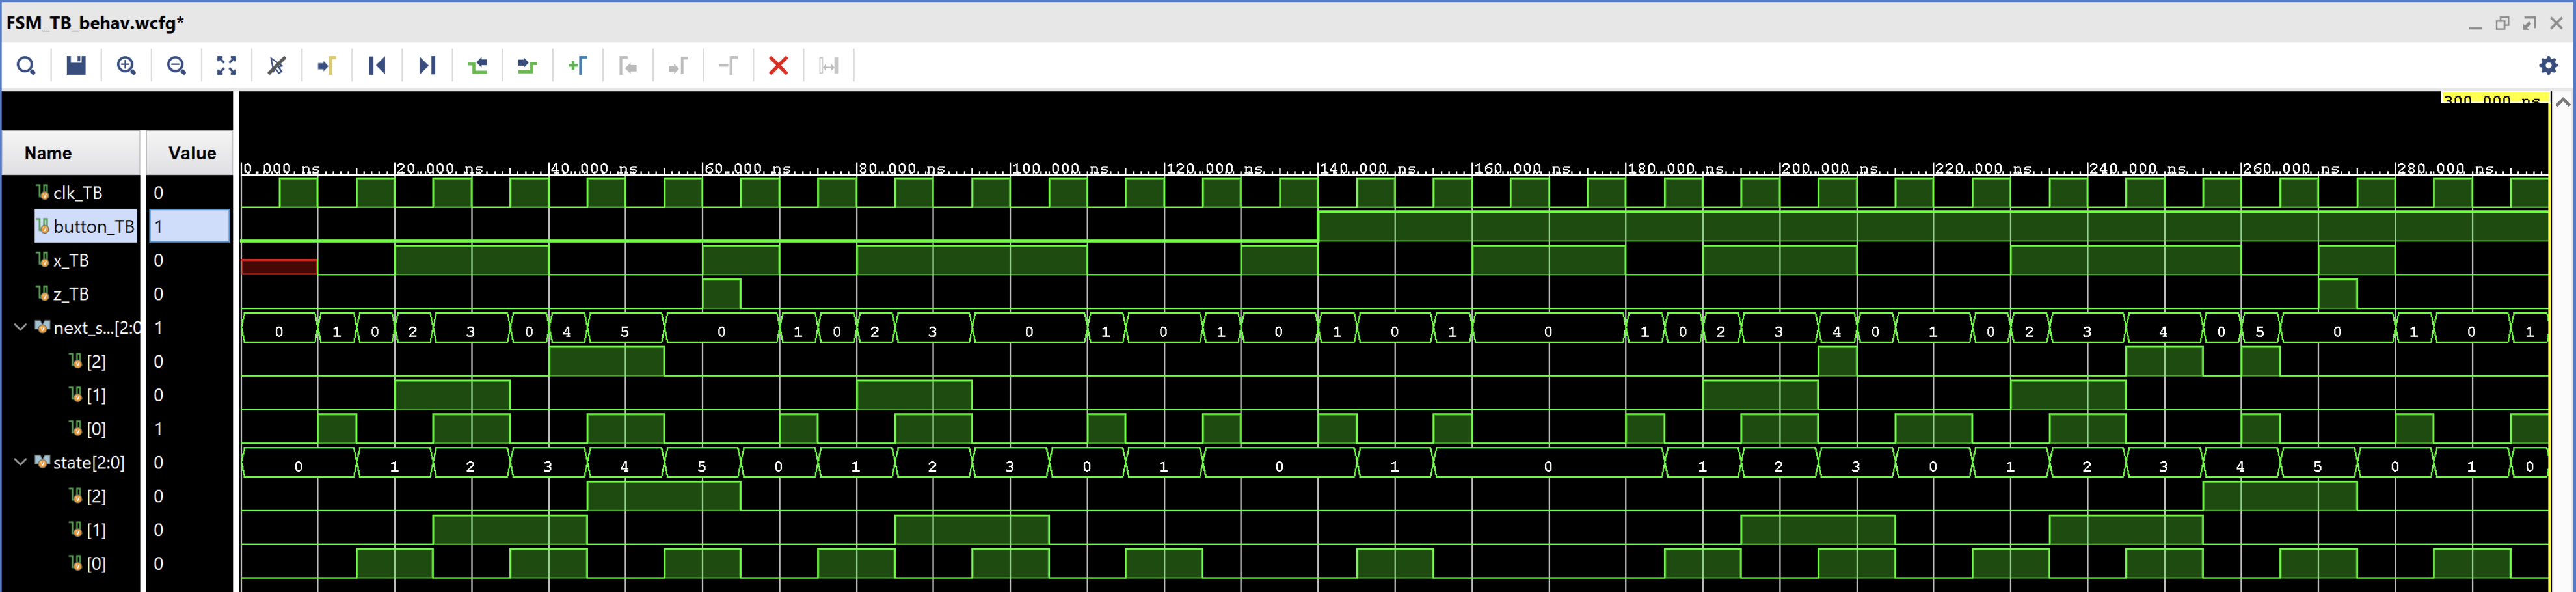 FSM_TB_behav.wcfg*
300.000 ns
Name Value
0.000 ns 20.000 ns 40.000 ns 60.000 ns 80.000 ns 100.000 ns 120.000 ns 140.000 ns 160.000 ns 180.000 ns 200.000 ns 220.000 ns 240.000 ns 260.000 ns 280.000 ns
clk_TB 0
button_TB 1
x_TB 0
z_TB 0
next_s...[2:0 1 0 1 0 2 3 0 4 5 0 1 0 2 3 0 1 0 1 0 1 0 1 0 1 0 2 3 4 0 1 0 2 3 4 0 5 0 1 0 1
[2] 0
[1] 0
[0] 1
state[2:0] 0 0 1 2 3 4 5 0 1 2 3 0 1 0 1 0 1 2 3 0 1 2 3 4 5 0 1 0
[2] 0
[1] 0
[0] 0